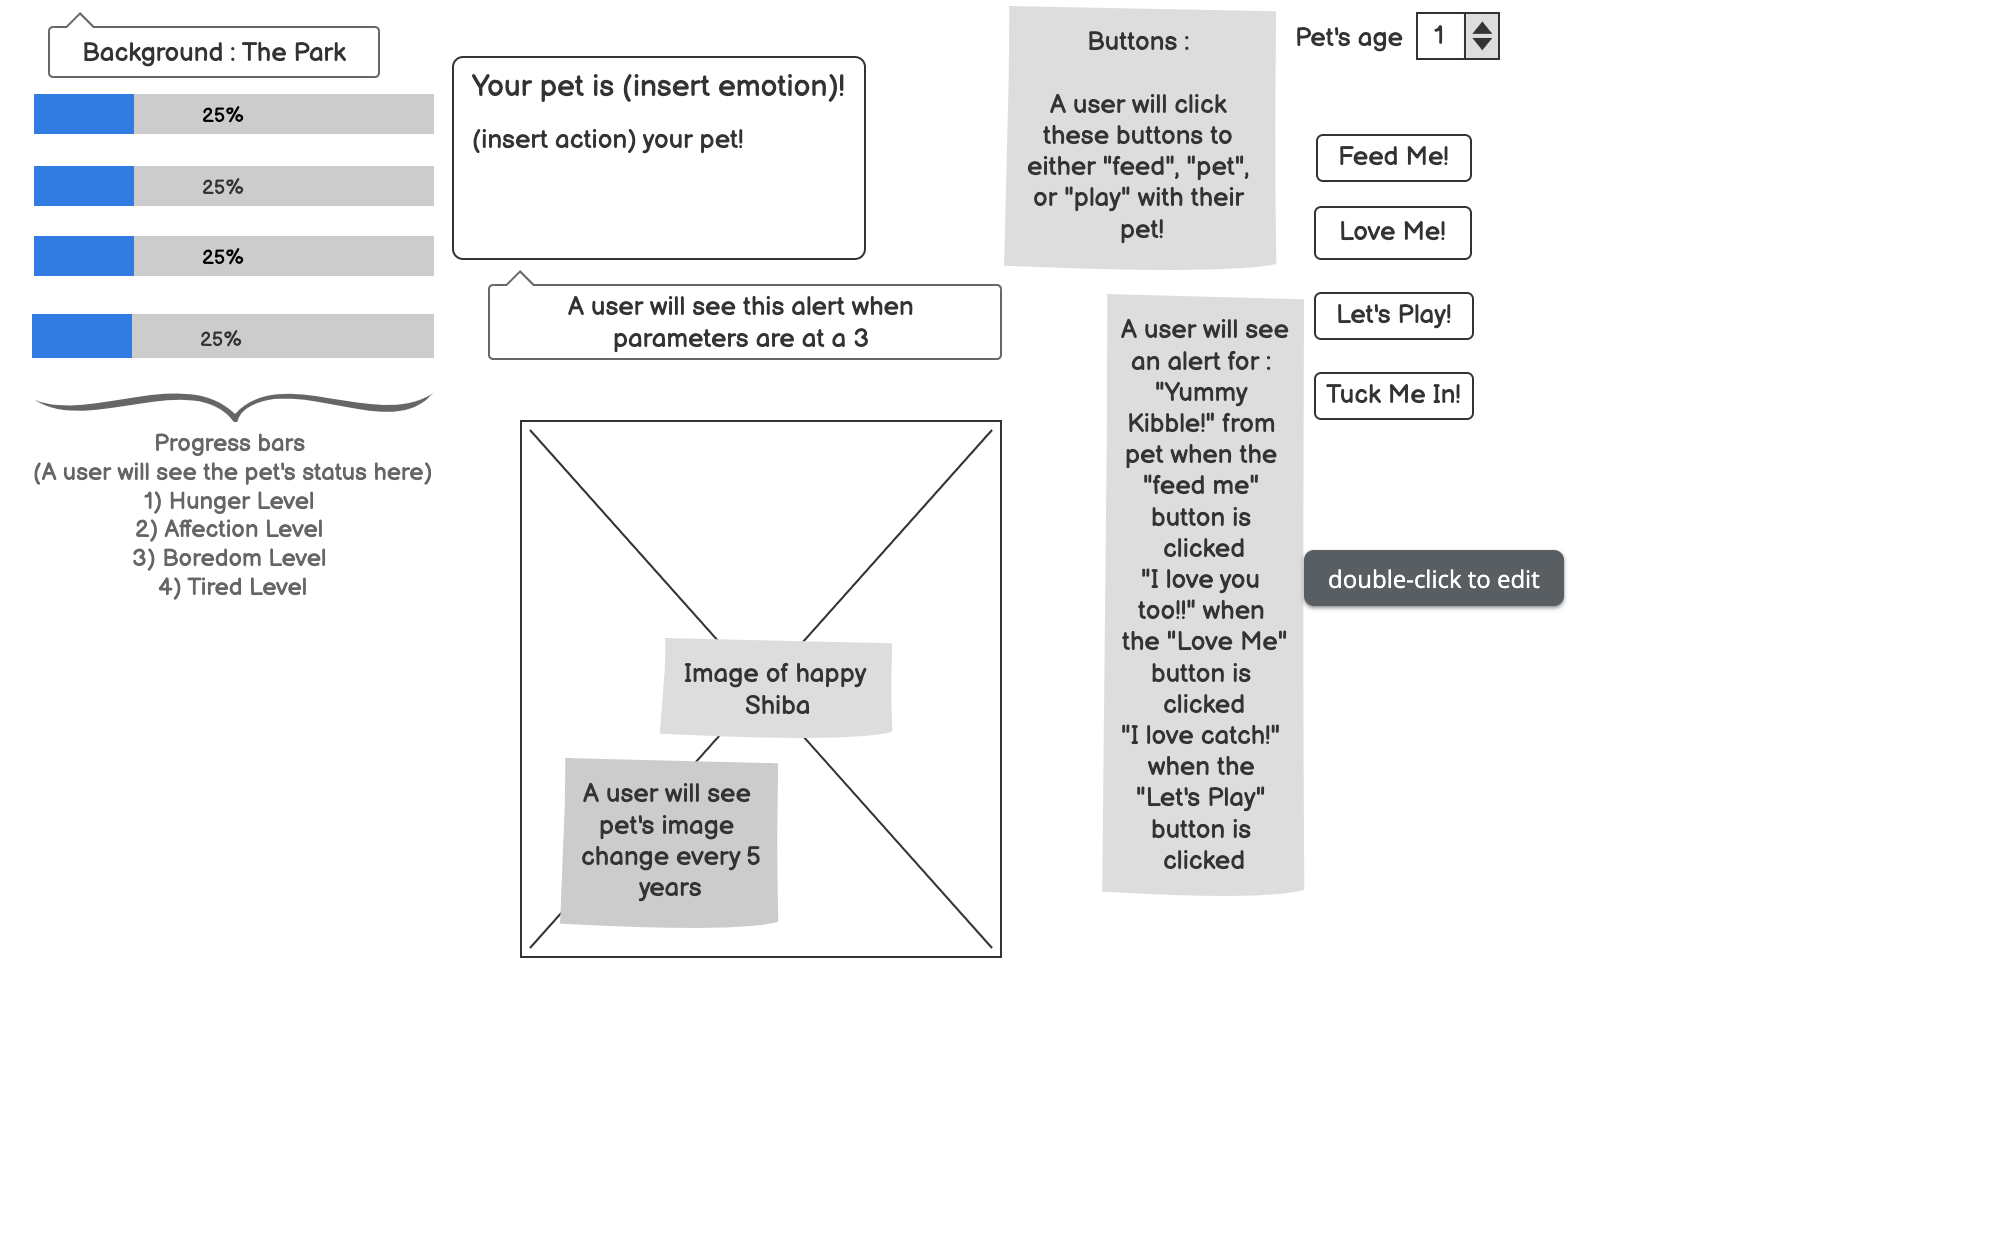 Background : The Park
25%
25%
25%
25%
Progress bars
(A user will see the pet's status here)
1) Hunger Level
2) Affection Level
3) Boredom Level
4) Tired Level
Your pet is (insert emotion)!
(insert action) your pet!
A user will see this alert when
parameters are at a 3
Image of happy
Shiba
A user will see
pet's image
change every 5
years
Buttons :
A user will click
these buttons to
either "feed", "pet",
or "play" with their
pet!
A user will see
an alert for :
"Yummy
Kibble!" from
pet when the
"feed me"
button is
clicked
"I love you
too!!" when
the "Love Me"
button is
clicked
"I love catch!"
when the
"Let's Play"
button is
clicked
Pet's age 1
Feed Me!
Love Me!
Let's Play!
Tuck Me In!
double-click to edit